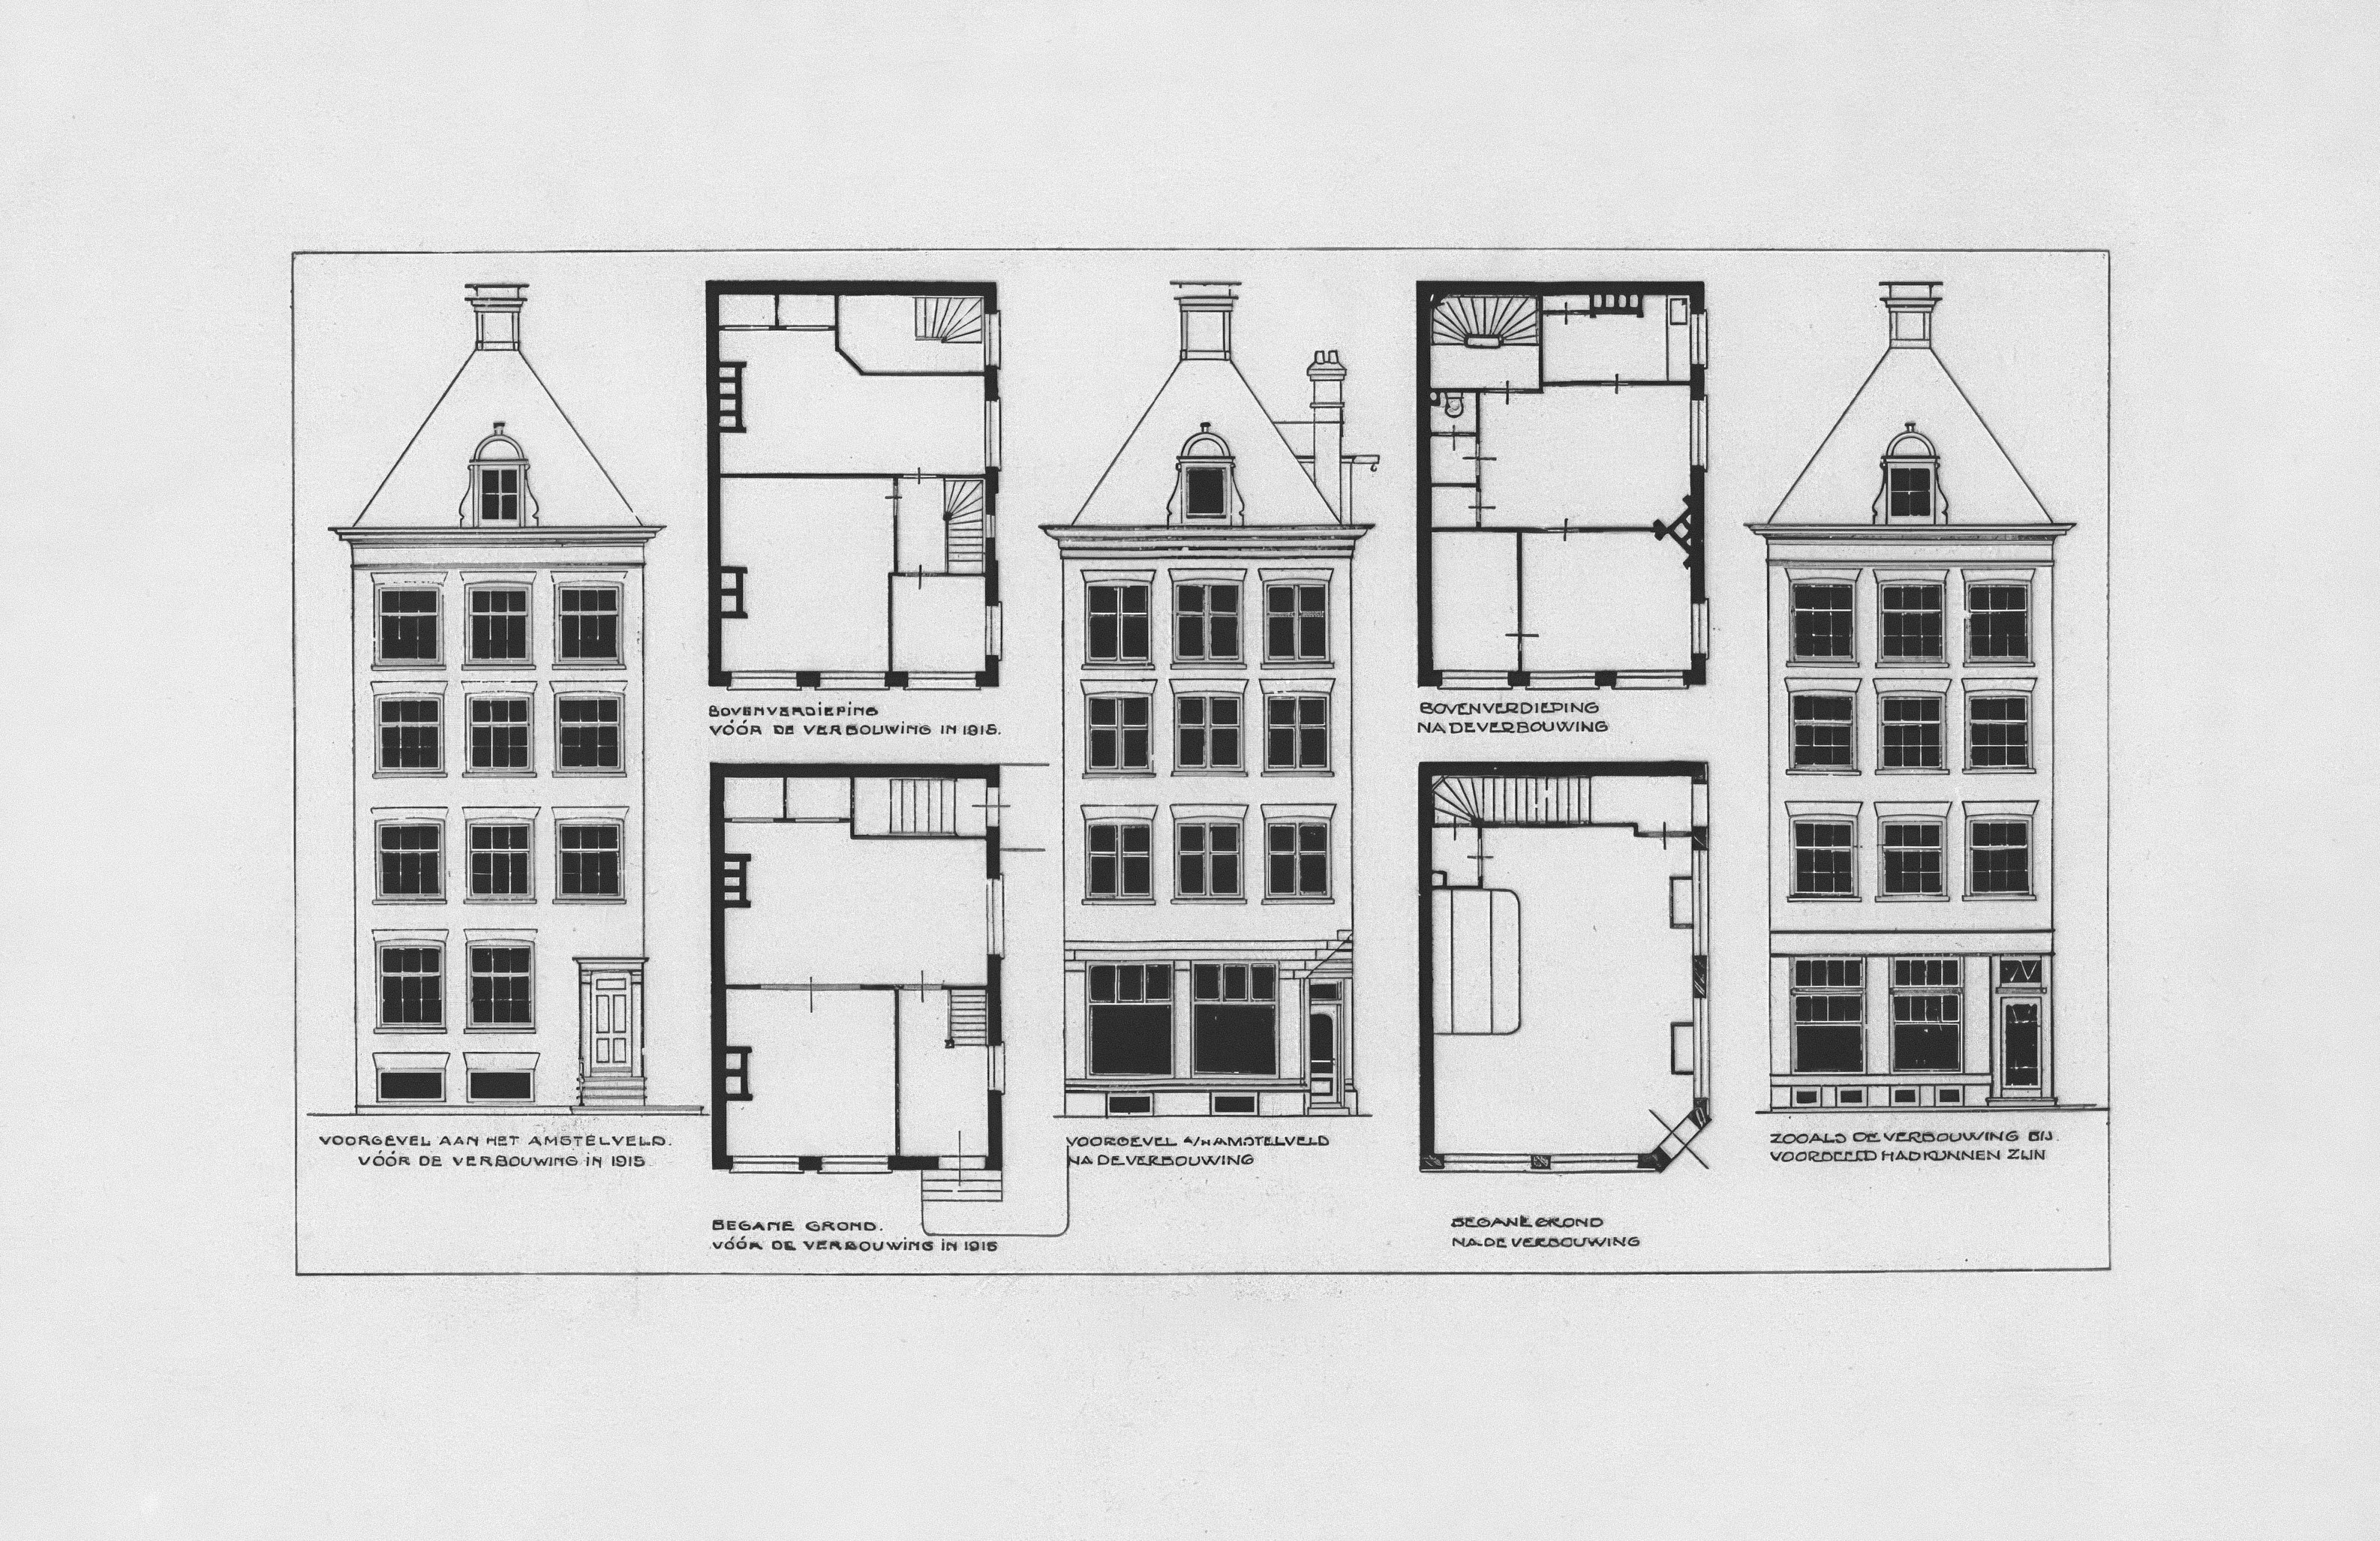 BOVENVERDIEPING
VÓÓR DE VERBOUWING IN 1915.
BOVENVERDIEPING
NA DE VERBOUWING
VOORGEVEL AAN HET AMSTELVELD.
VÓÓR DE VERBOUWING IN 1915
VOORGEVEL A/H AMSTELVELD
NA DE VERBOUWING
ZOOALS DE VERBOUWING BIJ
VOORBEELD HAD KUNNEN ZIJN
BEGANE GROND.
VÓÓR DE VERBOUWING IN 1915
BEGANE GROND
NA DE VERBOUWING